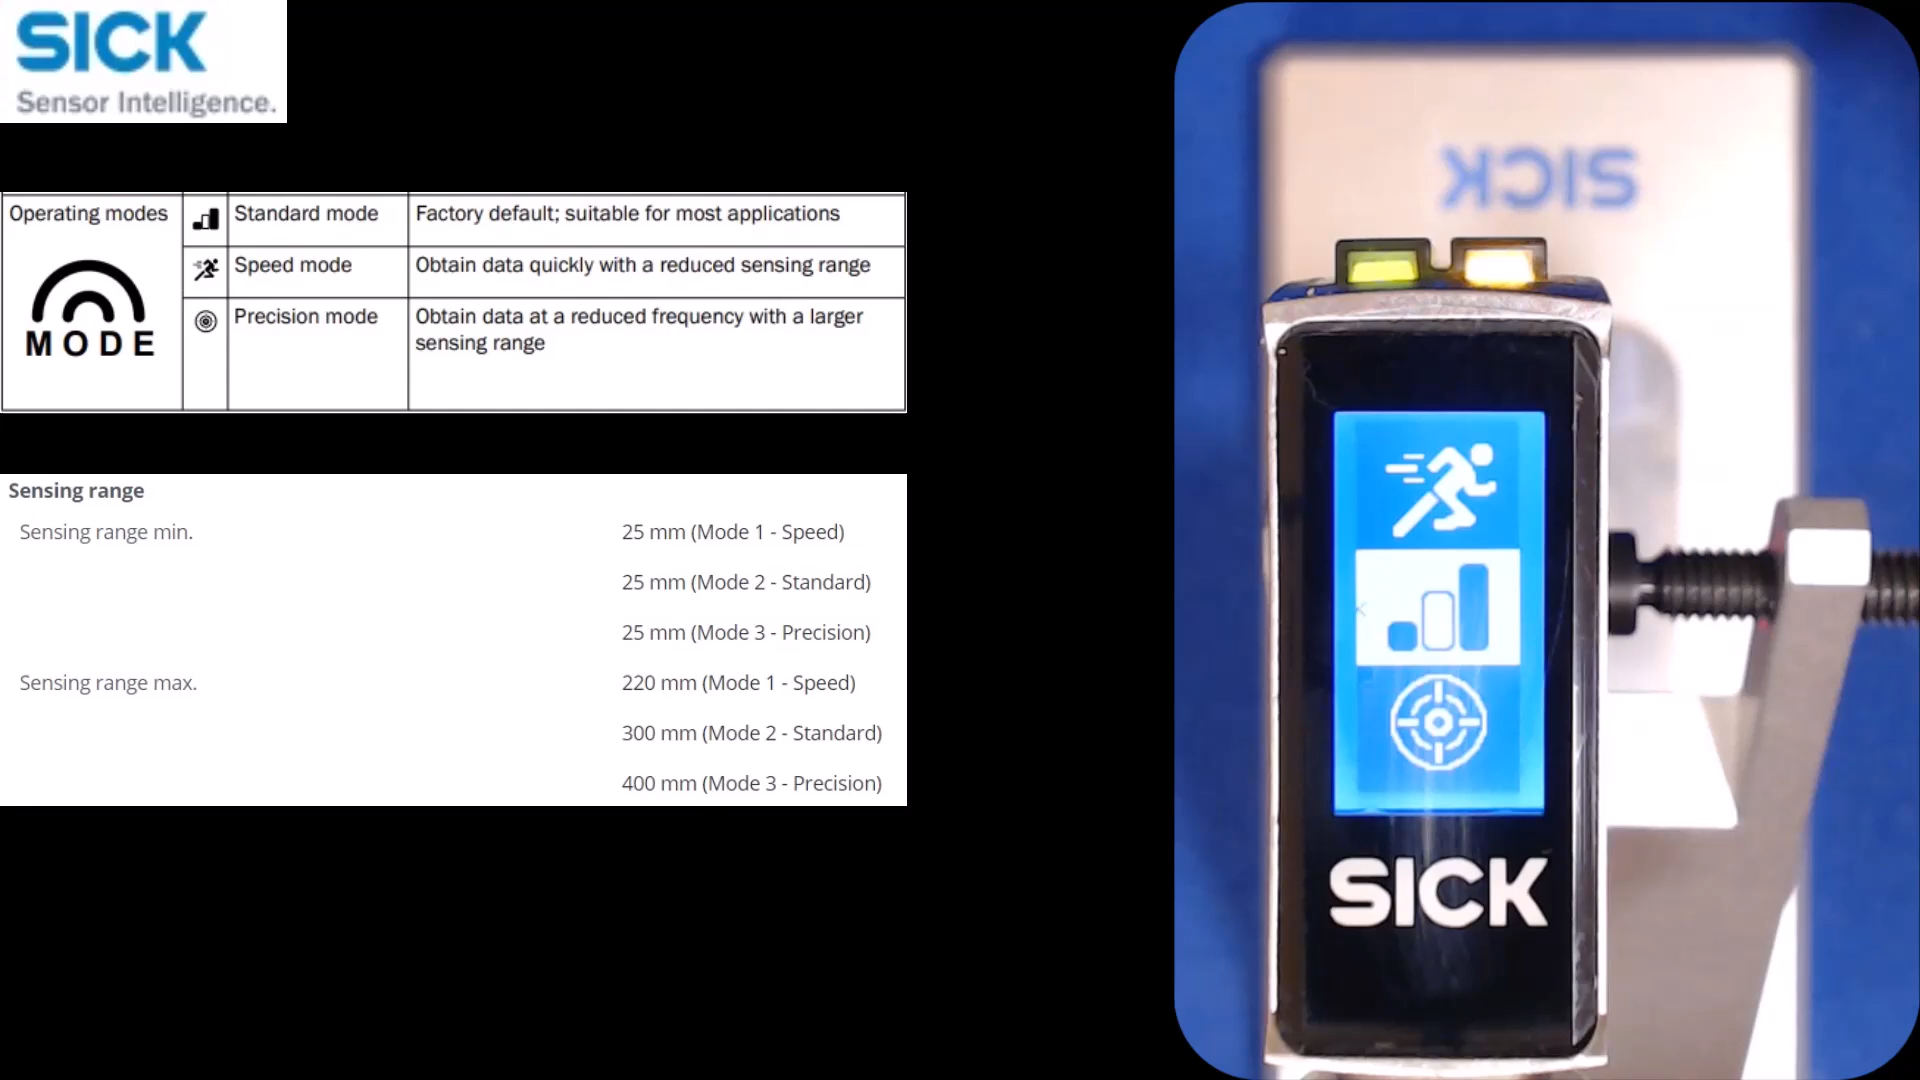 SICK
Sensor Intelligence.
Operating modes
MODE
Standard mode
Factory default; suitable for most applications
Speed mode
Obtain data quickly with a reduced sensing range
Precision mode
Obtain data at a reduced frequency with a larger
sensing range
Sensing range
Sensing range min.
25 mm (Mode 1 - Speed)
25 mm (Mode 2 - Standard)
25 mm (Mode 3 - Precision)
Sensing range max.
220 mm (Mode 1 - Speed)
300 mm (Mode 2 - Standard)
400 mm (Mode 3 - Precision)
SICK
SICK